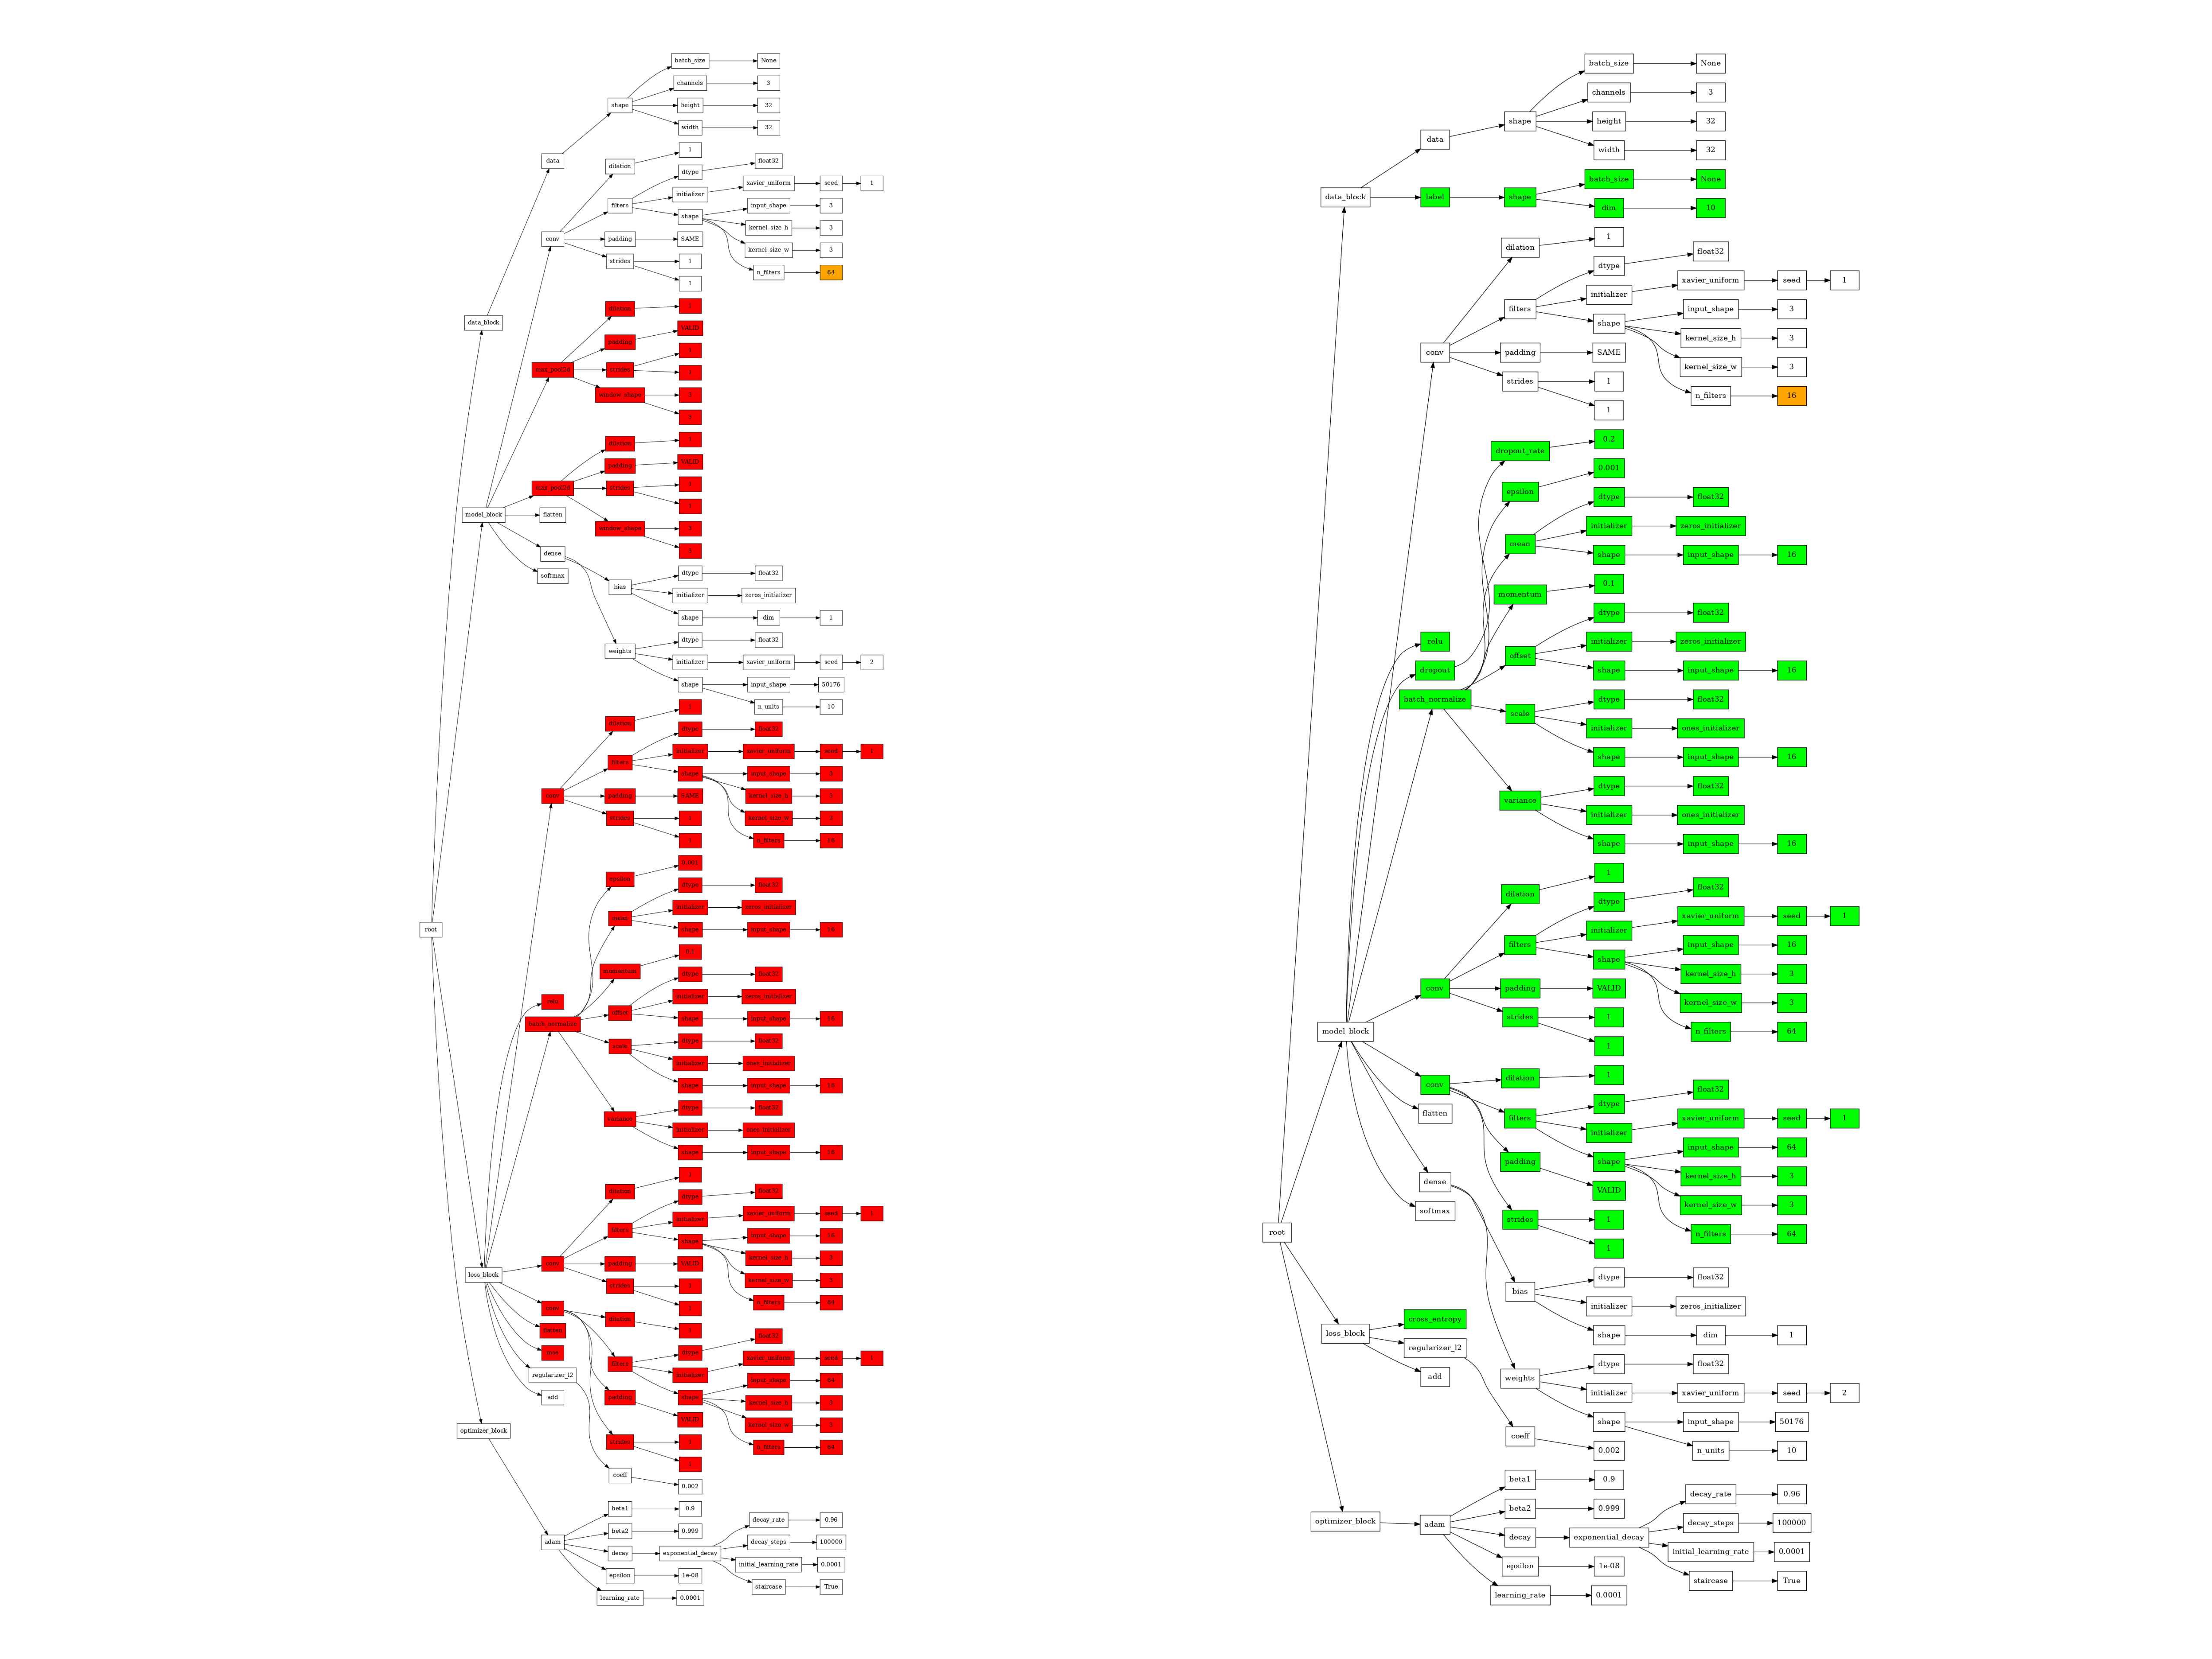 batch_size None
channels 3
shape height 32
width 32
data
1
dilation
dtype float32
initializer xavier_uniform seed 1
filters shape input_shape 3
kernel_size_h 3
conv padding SAME
kernel_size_w 3
strides 1
n_filters 64
1
dilation 1
data_block
padding VALID
1
max_pool2d strides 1
window_shape 3
3
dilation 1
padding VALID
max_pool2d strides 1
1
model_block flatten
window_shape 3
3
dense
softmax
dtype float32
bias initializer zeros_initializer
shape dim 1
dtype float32
weights
initializer xavier_uniform seed 2
shape input_shape 50176
n_units 10
1
dilation
dtype float32
initializer xavier_uniform seed 1
filters
shape input_shape 3
conv padding SAME kernel_size_h 3
strides 1 kernel_size_w 3
1 n_filters 16
epsilon 0.001
dtype float32
mean initializer zeros_initializer
root shape input_shape 16
momentum 0.1
dtype float32
relu initializer zeros_initializer
batch_normalize offset shape input_shape 16
scale dtype float32
initializer ones_initializer
shape input_shape 16
dtype float32
variance initializer ones_initializer
shape input_shape 16
dilation 1
dtype float32
initializer xavier_uniform seed 1
filters
shape input_shape 16
conv padding VALID kernel_size_h 3
loss_block strides 1 kernel_size_w 3
1 n_filters 64
conv dilation 1
flatten
dtype float32
mse
filters xavier_uniform seed 1
regularizer_l2 initializer
input_shape 64
add padding shape
kernel_size_h 3
VALID kernel_size_w 3
optimizer_block
strides 1 n_filters 64
1
coeff 0.002
beta1 0.9
decay_rate 0.96
beta2 0.999
adam decay_steps 100000
decay exponential_decay
initial_learning_rate 0.0001
epsilon 1e-08
staircase True
learning_rate 0.0001
batch_size None
channels 3
shape height 32
data
width 32
batch_size None
data_block label shape
dim 10
1
dilation
dtype float32
initializer xavier_uniform seed 1
filters input_shape 3
shape
kernel_size_h 3
conv padding SAME
kernel_size_w 3
strides 1
n_filters 16
1
dropout_rate 0.2
0.001
epsilon
dtype float32
initializer zeros_initializer
mean
shape input_shape 16
momentum 0.1
dtype float32
relu initializer zeros_initializer
offset
dropout shape input_shape 16
batch_normalize dtype float32
scale
initializer ones_initializer
shape input_shape 16
dtype float32
variance
initializer ones_initializer
shape input_shape 16
1
dilation dtype float32
initializer xavier_uniform seed 1
filters input_shape 16
shape
kernel_size_h 3
conv padding VALID
kernel_size_w 3
strides 1
model_block n_filters 64
1
conv dilation 1
float32
dtype
flatten filters xavier_uniform seed 1
initializer
input_shape 64
padding shape
dense kernel_size_h 3
VALID
softmax kernel_size_w 3
strides 1
root n_filters 64
1
dtype float32
bias
initializer zeros_initializer
cross_entropy
loss_block shape dim 1
regularizer_l2
dtype float32
add weights
initializer xavier_uniform seed 2
shape input_shape 50176
coeff
0.002 n_units 10
beta1 0.9
decay_rate 0.96
beta2 0.999
optimizer_block adam decay_steps 100000
decay exponential_decay
initial_learning_rate 0.0001
epsilon 1e-08
staircase True
learning_rate 0.0001